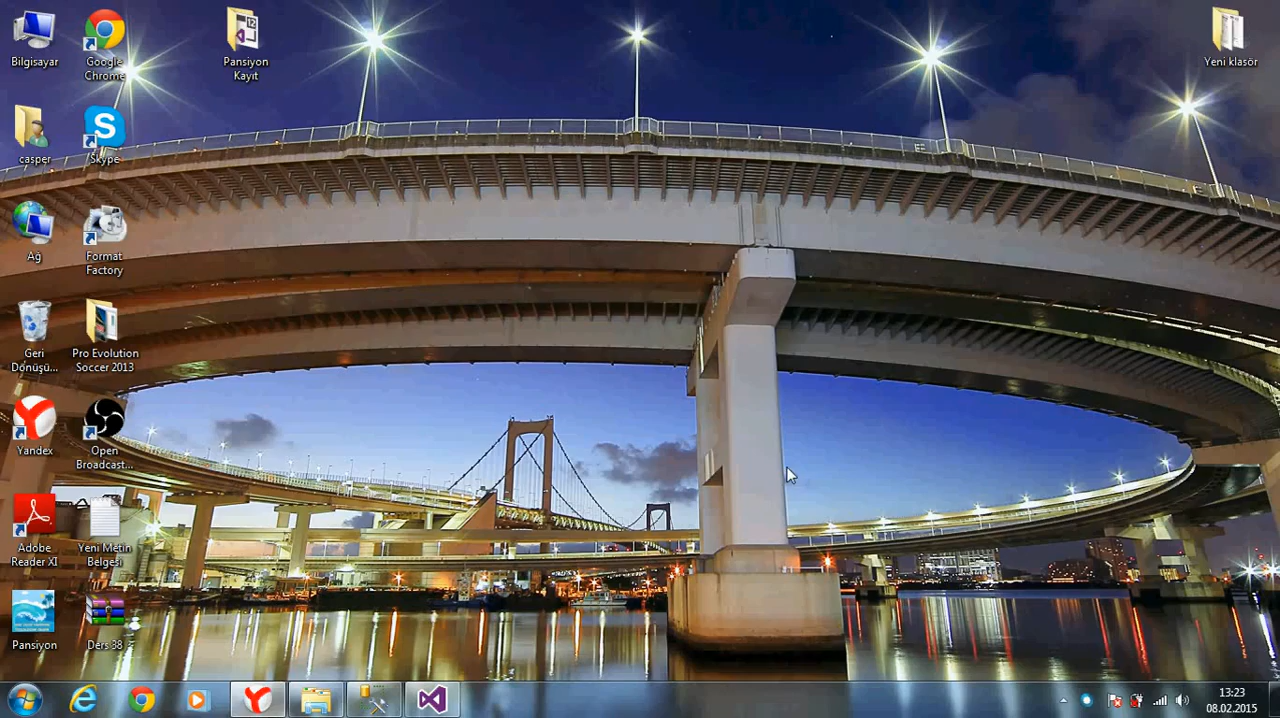 Bilgisayar
Google
Chrome
Pansiyon
Kayıt
Yeni klasör
casper
Skype
Ağ
Format
Factory
Geri
Dönüşü...
Pro Evolution
Soccer 2013
Yandex
Open
Broadcast...
Adobe
Reader XI
Yeni Metin
Belgesi
Pansiyon
Ders 38
13:23
08.02.2015